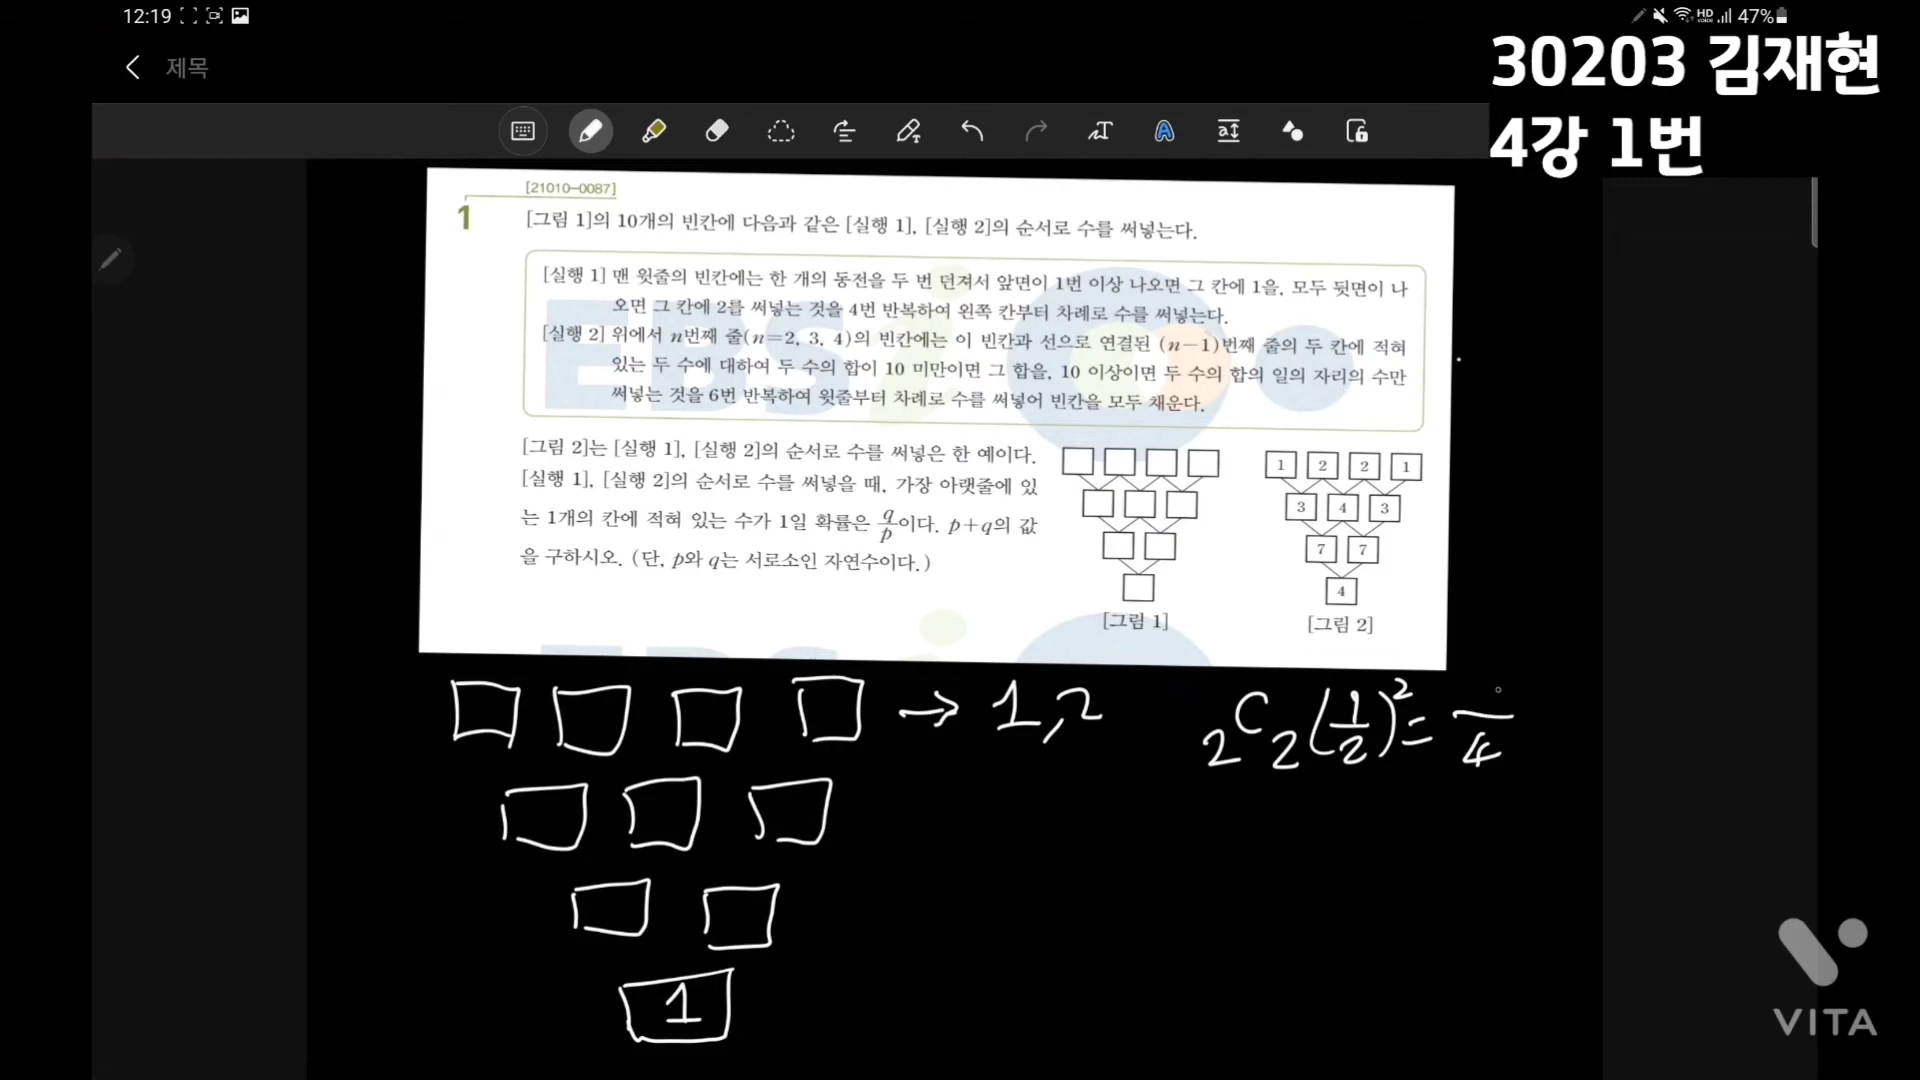 12:19
47%
30203 김재현
제목
4강 1번
[21010-0087]
1
[그림 1]의 10개의 빈칸에 다음과 같은 [실행 1], [실행 2]의 순서로 수를 써넣는다.
[실행 1] 맨 윗줄의 빈칸에는 한 개의 동전을 두 번 던져서 앞면이 1번 이상 나오면 그 칸에 1을, 모두 뒷면이 나
오면 그 칸에 2를 써넣는 것을 4번 반복하여 왼쪽 칸부터 차례로 수를 써넣는다.
[실행 2] 위에서 n번째 줄(n=2, 3, 4)의 빈칸에는 이 빈칸과 선으로 연결된 (n-1)번째 줄의 두 칸에 적혀
있는 두 수에 대하여 두 수의 합이 10 미만이면 그 합을, 10 이상이면 두 수의 합의 일의 자리의 수만
써넣는 것을 6번 반복하여 윗줄부터 차례로 수를 써넣어 빈칸을 모두 채운다.
[그림 2]는 [실행 1], [실행 2]의 순서로 수를 써넣은 한 예이다.
[실행 1], [실행 2]의 순서로 수를 써넣을 때, 가장 아랫줄에 있
는 1개의 칸에 적혀 있는 수가 1일 확률은 q/p이다. p+q의 값
을 구하시오. (단, p와 q는 서로소인 자연수이다.)
1 2 2 1
3 4 3
7 7
4
[그림 1]
[그림 2]
→ 1, 2
₂C₂(1/2)² = /4
1
VITA